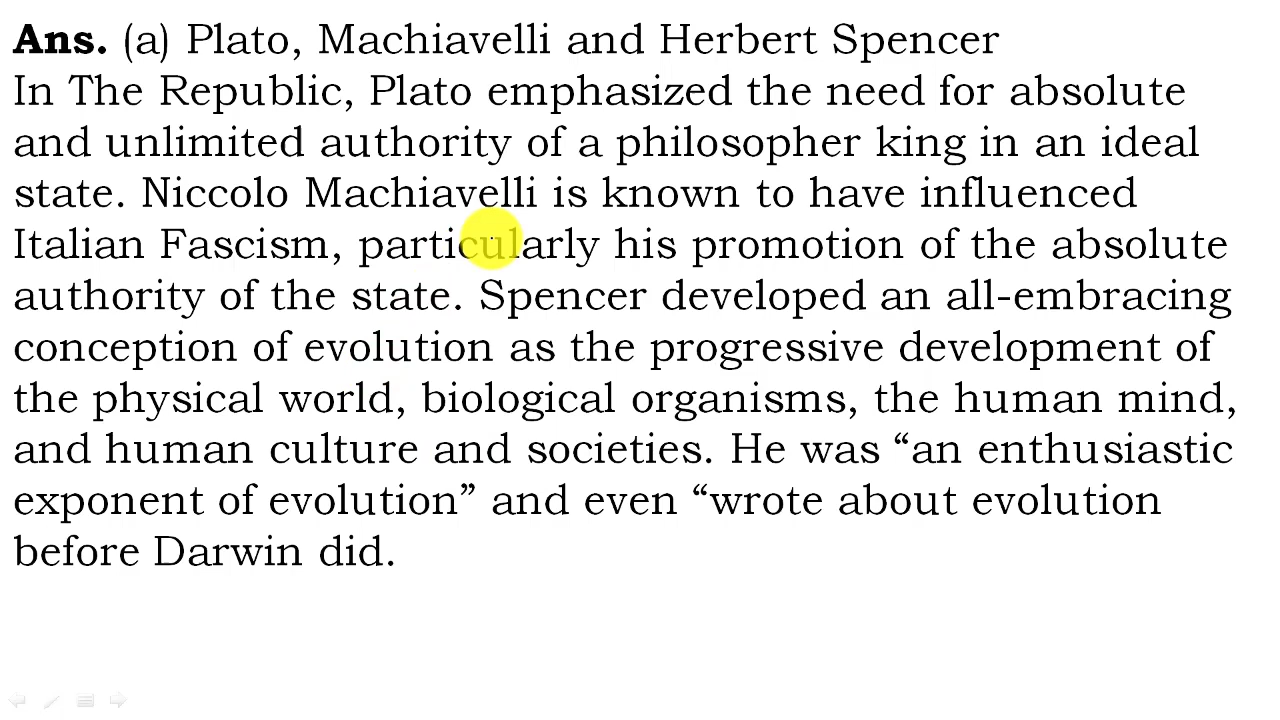 Ans. (a) Plato, Machiavelli and Herbert Spencer
In The Republic, Plato emphasized the need for absolute
and unlimited authority of a philosopher king in an ideal
state. Niccolo Machiavelli is known to have influenced
Italian Fascism, particularly his promotion of the absolute
authority of the state. Spencer developed an all-embracing
conception of evolution as the progressive development of
the physical world, biological organisms, the human mind,
and human culture and societies. He was “an enthusiastic
exponent of evolution” and even “wrote about evolution
before Darwin did.